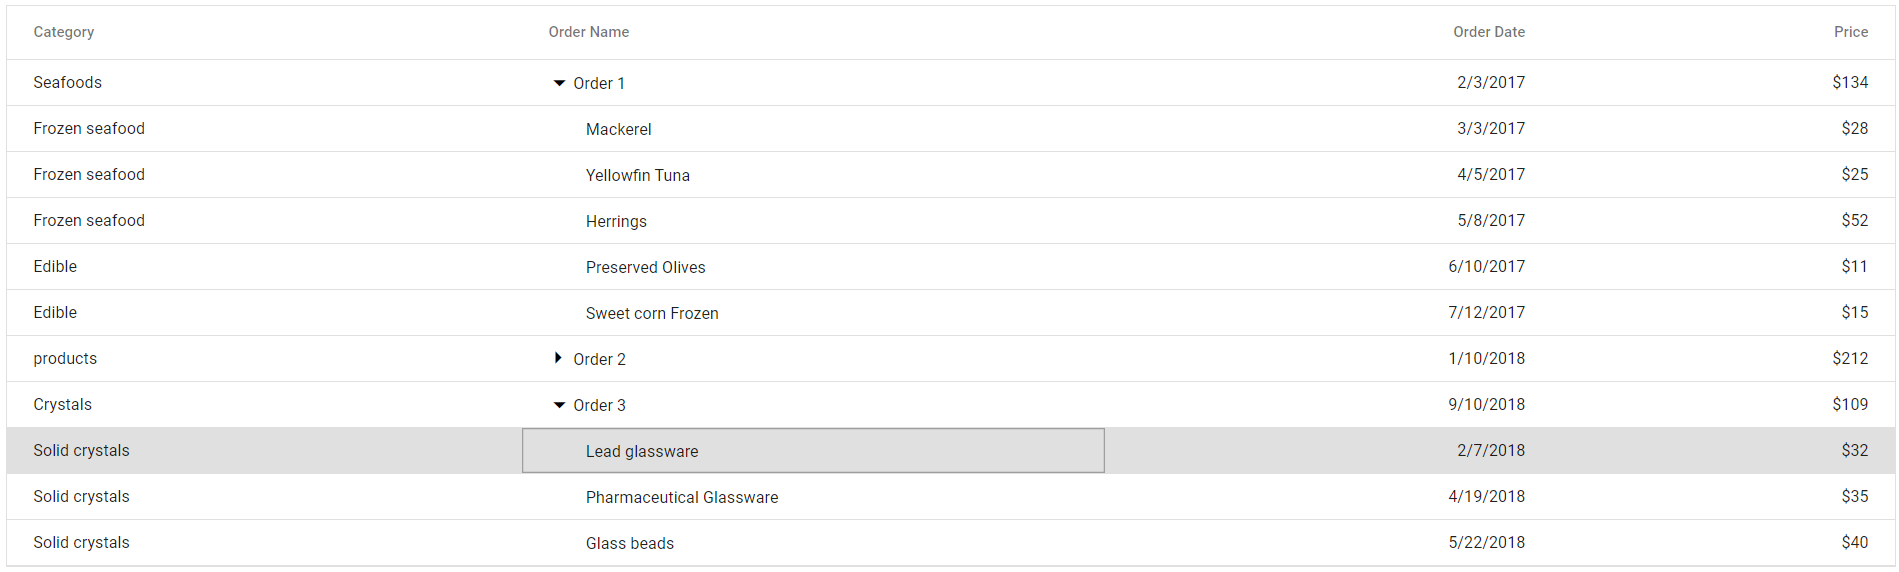 Category Order Name Order Date Price
Seafoods Order 1 2/3/2017 $134
Frozen seafood Mackerel 3/3/2017 $28
Frozen seafood Yellowfin Tuna 4/5/2017 $25
Frozen seafood Herrings 5/8/2017 $52
Edible Preserved Olives 6/10/2017 $11
Edible Sweet corn Frozen 7/12/2017 $15
products Order 2 1/10/2018 $212
Crystals Order 3 9/10/2018 $109
Solid crystals Lead glassware 2/7/2018 $32
Solid crystals Pharmaceutical Glassware 4/19/2018 $35
Solid crystals Glass beads 5/22/2018 $40